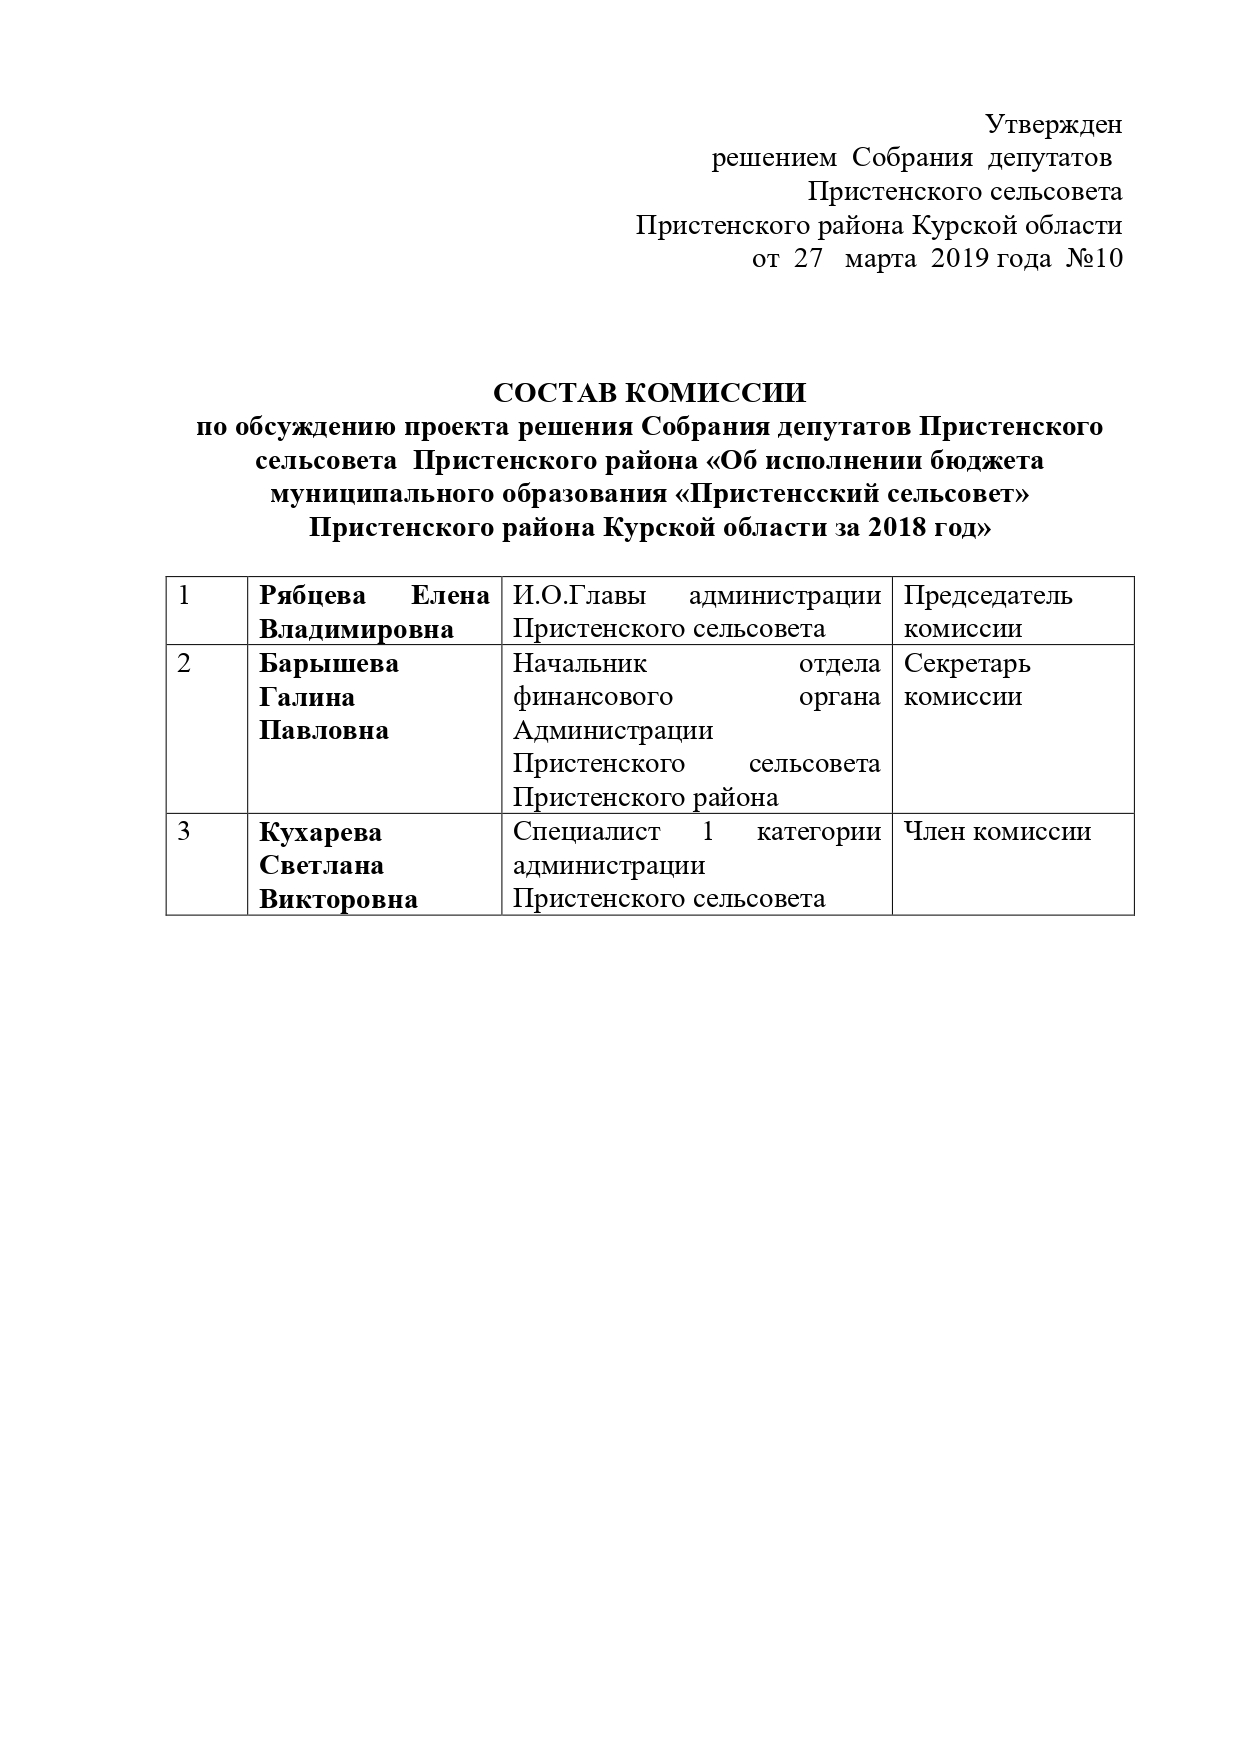 Утвержден
решением Собрания депутатов
Пристенского сельсовета
Пристенского района Курской области
от 27 марта 2019 года №10
СОСТАВ КОМИССИИ
по обсуждению проекта решения Собрания депутатов Пристенского
сельсовета Пристенского района «Об исполнении бюджета
муниципального образования «Пристенсский сельсовет»
Пристенского района Курской области за 2018 год»
1
Рябцева Елена
Владимировна
И.О.Главы администрации
Пристенского сельсовета
Председатель
комиссии
2
Барышева
Галина
Павловна
Начальник отдела
финансового органа
Администрации
Пристенского сельсовета
Пристенского района
Секретарь
комиссии
3
Кухарева
Светлана
Викторовна
Специалист 1 категории
администрации
Пристенского сельсовета
Член комиссии